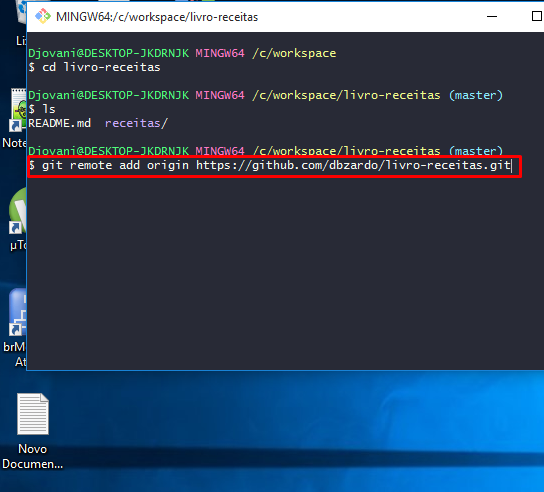 MINGW64:/c/workspace/livro-receitas
Djovani@DESKTOP-JKDRNJK MINGW64 /c/workspace
$ cd livro-receitas
Djovani@DESKTOP-JKDRNJK MINGW64 /c/workspace/livro-receitas (master)
$ ls
README.md receitas/
Djovani@DESKTOP-JKDRNJK MINGW64 /c/workspace/livro-receitas (master)
$ git remote add origin https://github.com/dbzardo/livro-receitas.git
Li
Note
µTo
brM
At
Novo
Documen...